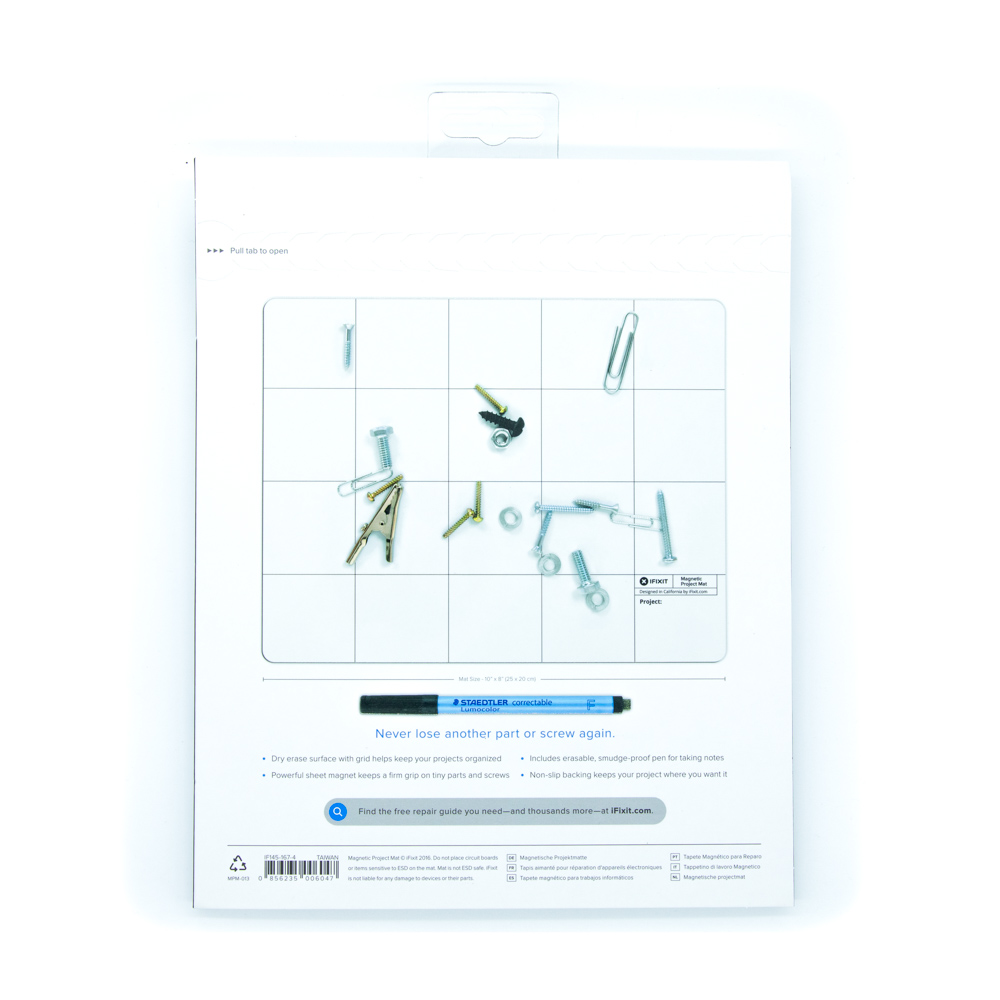 ▶▶▶ Pull tab to open
IFIXIT
Magnetic
Project Mat
Designed in California by iFixit.com
Project:
Mat Size - 10" x 8" (25 x 20 cm)
STAEDTLER correctable F
Lumocolor
Never lose another part or screw again.
• Dry erase surface with grid helps keep your projects organized
• Powerful sheet magnet keeps a firm grip on tiny parts and screws
• Includes erasable, smudge-proof pen for taking notes
• Non-slip backing keeps your project where you want it
Find the free repair guide you need—and thousands more—at iFixit.com.
MPM-013
IF145-167-4 TAIWAN
0 856235 006047
Magnetic Project Mat © iFixit 2016. Do not place circuit boards
or items sensitive to ESD on the mat. Mat is not ESD safe. iFixit
is not liable for any damage to devices or their parts.
DE Magnetische Projektmatte
FR Tapis aimanté pour réparation d'appareils électroniques
ES Tapete magnético para trabajos informáticos
PT Tapete Magnético para Reparo
IT Tappetino di lavoro Magnetico
NL Magnetische projectmat